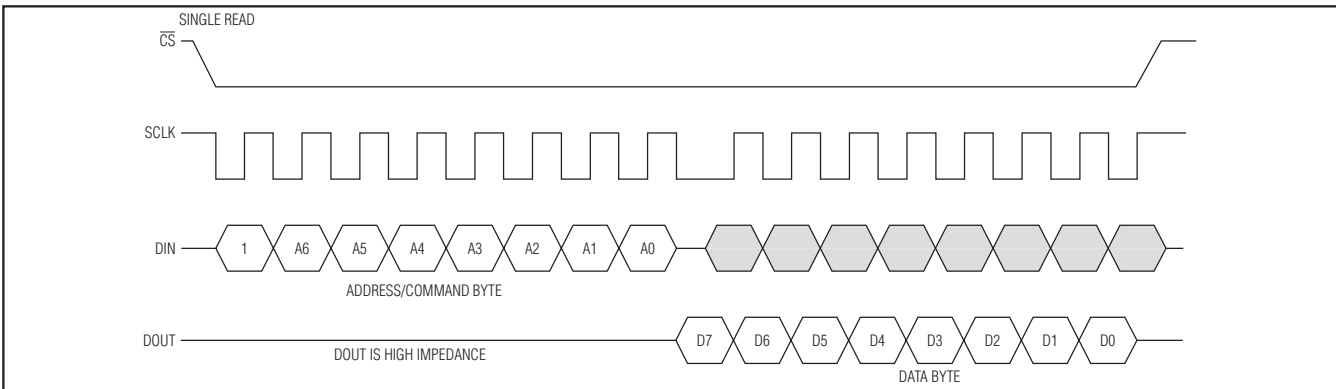 SINGLE READ
CS
SCLK
DIN 1 A6 A5 A4 A3 A2 A1 A0
ADDRESS/COMMAND BYTE
DOUT D7 D6 D5 D4 D3 D2 D1 D0
DOUT IS HIGH IMPEDANCE
DATA BYTE